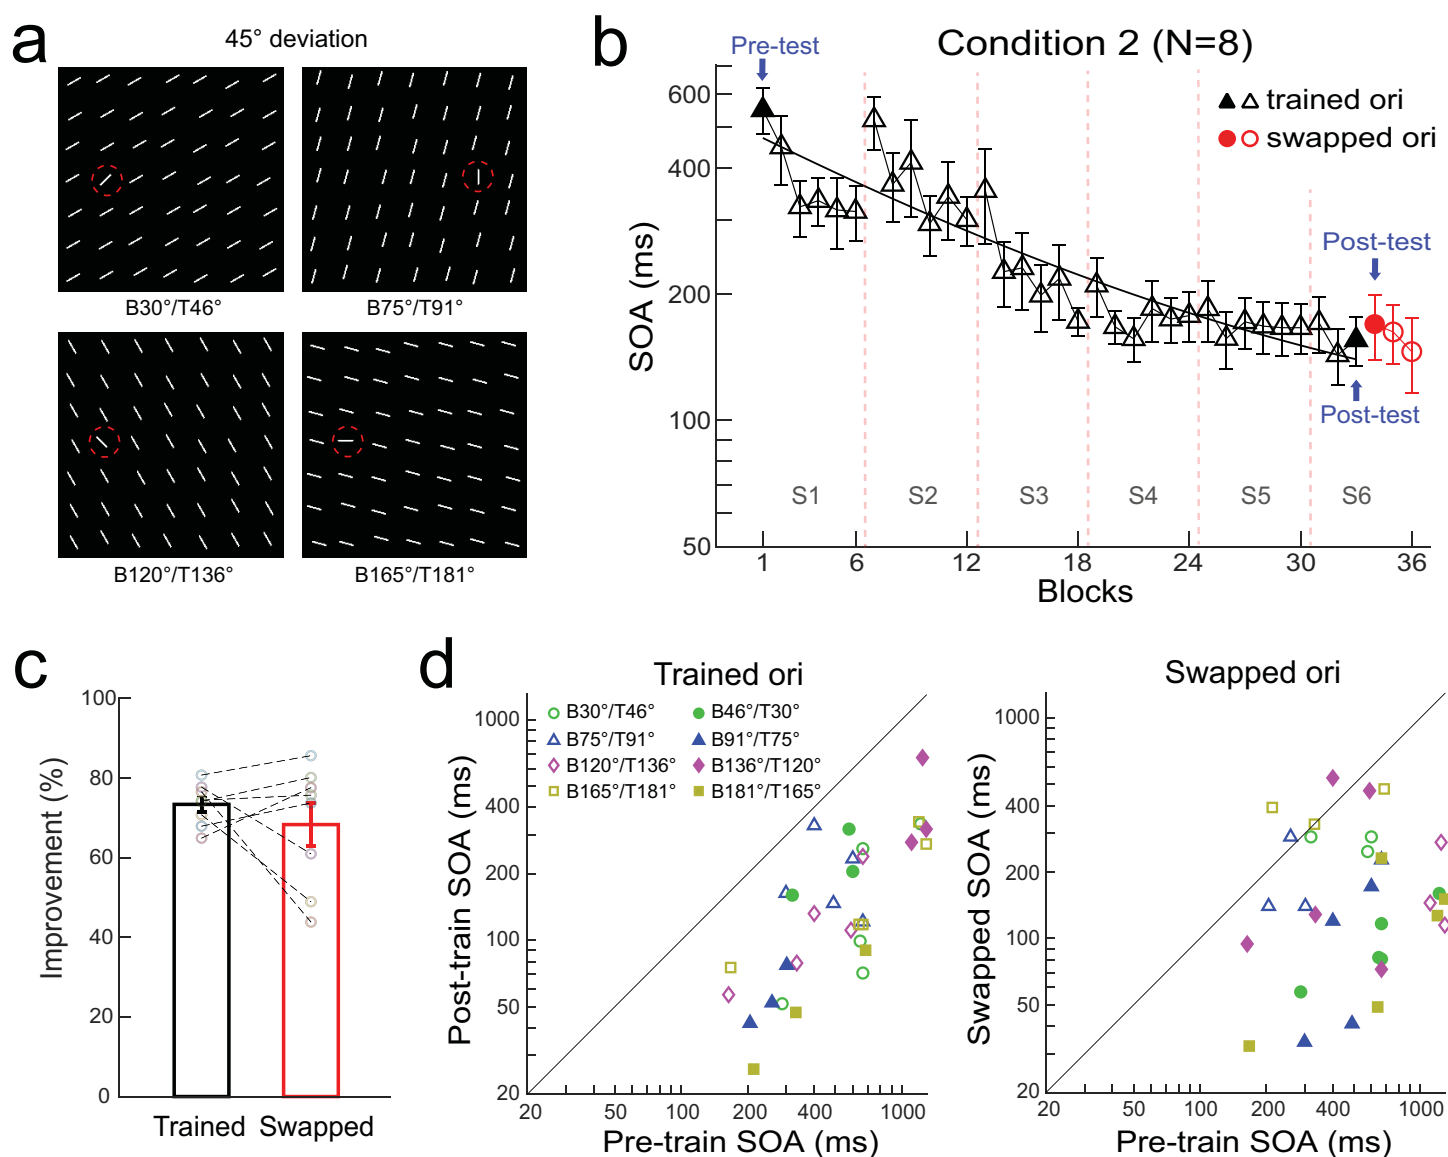 a
45° deviation
B30°/T46°
B75°/T91°
B120°/T136°
B165°/T181°
b
Condition 2 (N=8)
Pre-test
trained ori
swapped ori
SOA (ms)
600
400
200
100
50
Post-test
Post-test
S1 S2 S3 S4 S5 S6
1 6 12 18 24 30 36
Blocks
c
Improvement (%)
100
80
60
40
20
0
Trained Swapped
d
Trained ori
B30°/T46° B46°/T30°
B75°/T91° B91°/T75°
B120°/T136° B136°/T120°
B165°/T181° B181°/T165°
Post-train SOA (ms)
1000
400
200
100
50
20
20 50 100 200 400 1000
Pre-train SOA (ms)
Swapped ori
Swapped SOA (ms)
1000
400
200
100
50
20
20 50 100 200 400 1000
Pre-train SOA (ms)